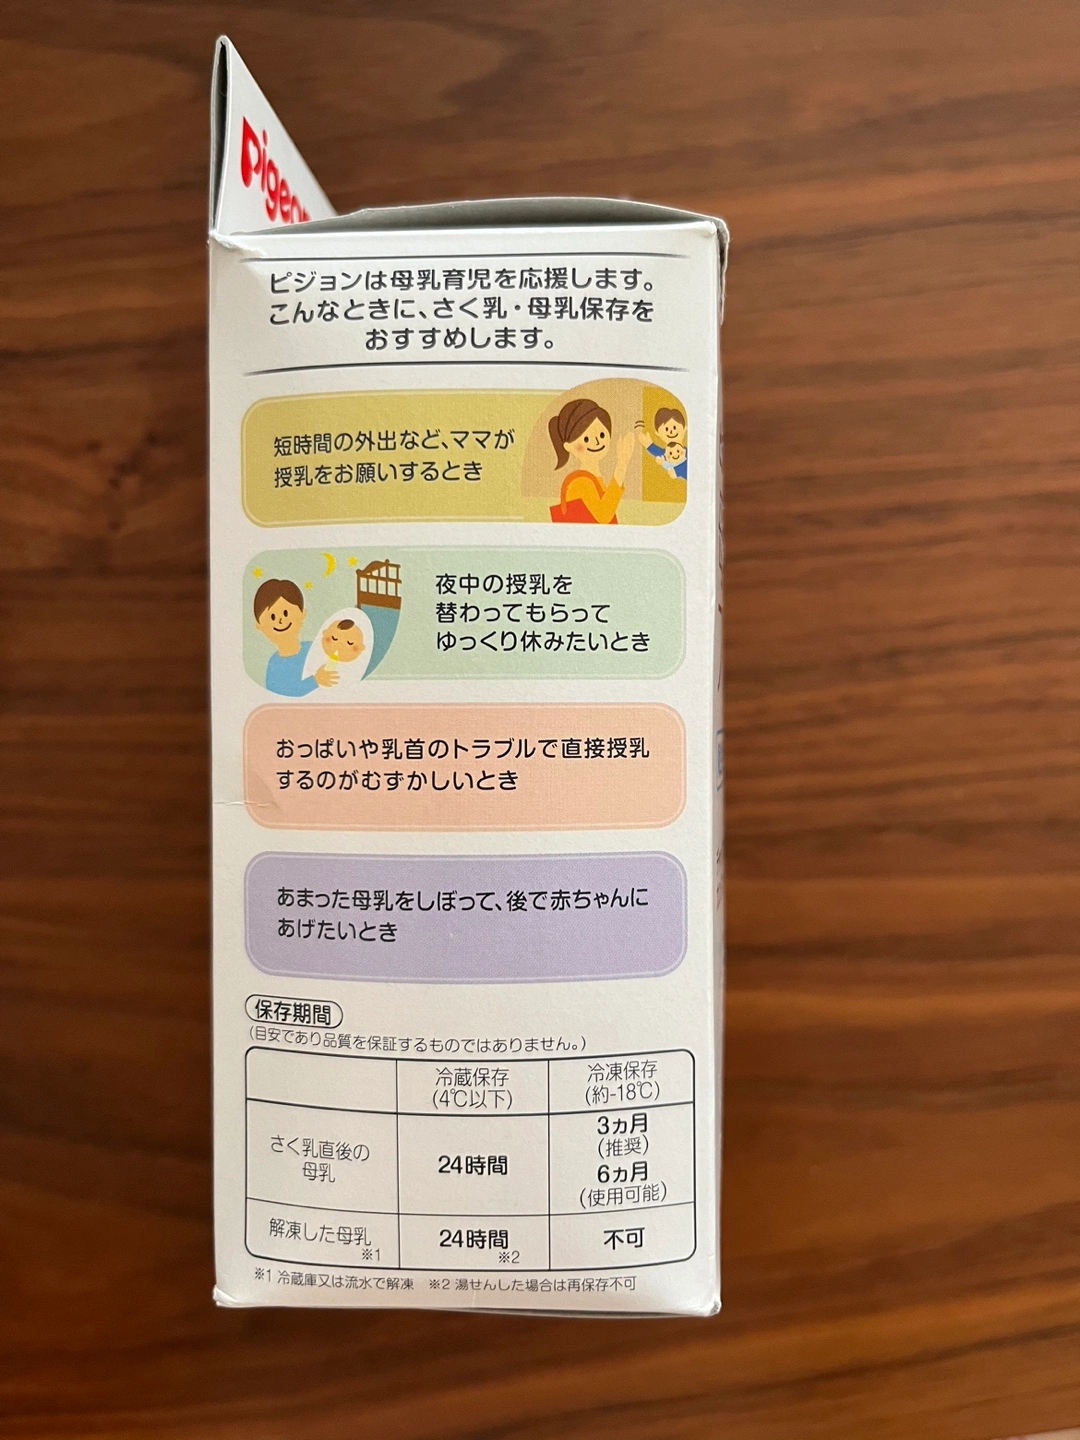 pigeon
ピジョンは母乳育児を応援します。
こんなときに、さく乳・母乳保存を
おすすめします。
短時間の外出など、ママが
授乳をお願いするとき
夜中の授乳を
替わってもらって
ゆっくり休みたいとき
おっぱいや乳首のトラブルで直接授乳
するのがむずかしいとき
あまった母乳をしぼって、後で赤ちゃんに
あげたいとき
保存期間
(目安であり品質を保証するものではありません。)
冷蔵保存 冷凍保存
(4℃以下) (約-18℃)
さく乳直後の
母乳
24時間
3ヵ月
(推奨)
6ヵ月
(使用可能)
解凍した母乳※1 24時間※2 不可
※1 冷蔵庫又は流水で解凍 ※2 湯せんした場合は再保存不可